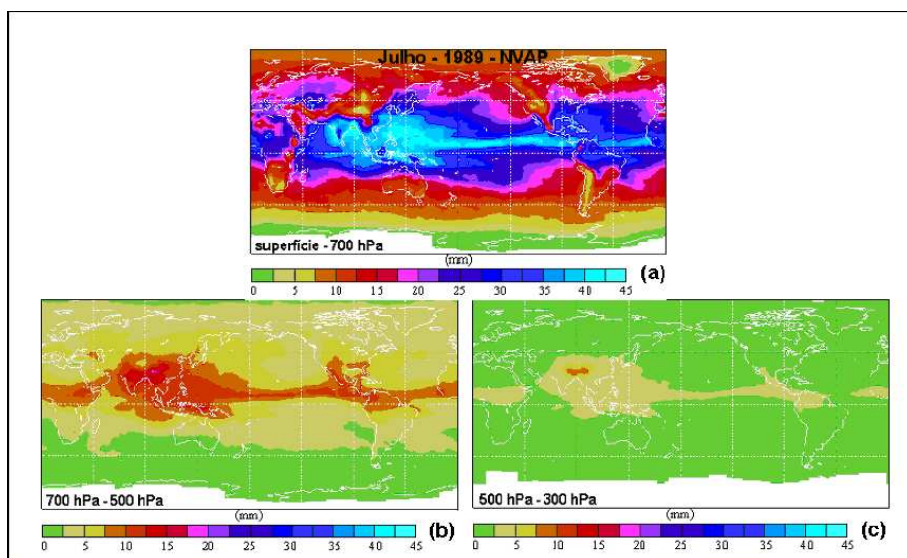 Julho - 1989 - NVAP
superfície - 700 hPa
(mm)
(a)
0 5 10 15 20 25 30 35 40 45
700 hPa - 500 hPa
(mm)
(b)
0 5 10 15 20 25 30 35 40 45
500 hPa - 300 hPa
(mm)
(c)
0 5 10 15 20 25 30 35 40 45